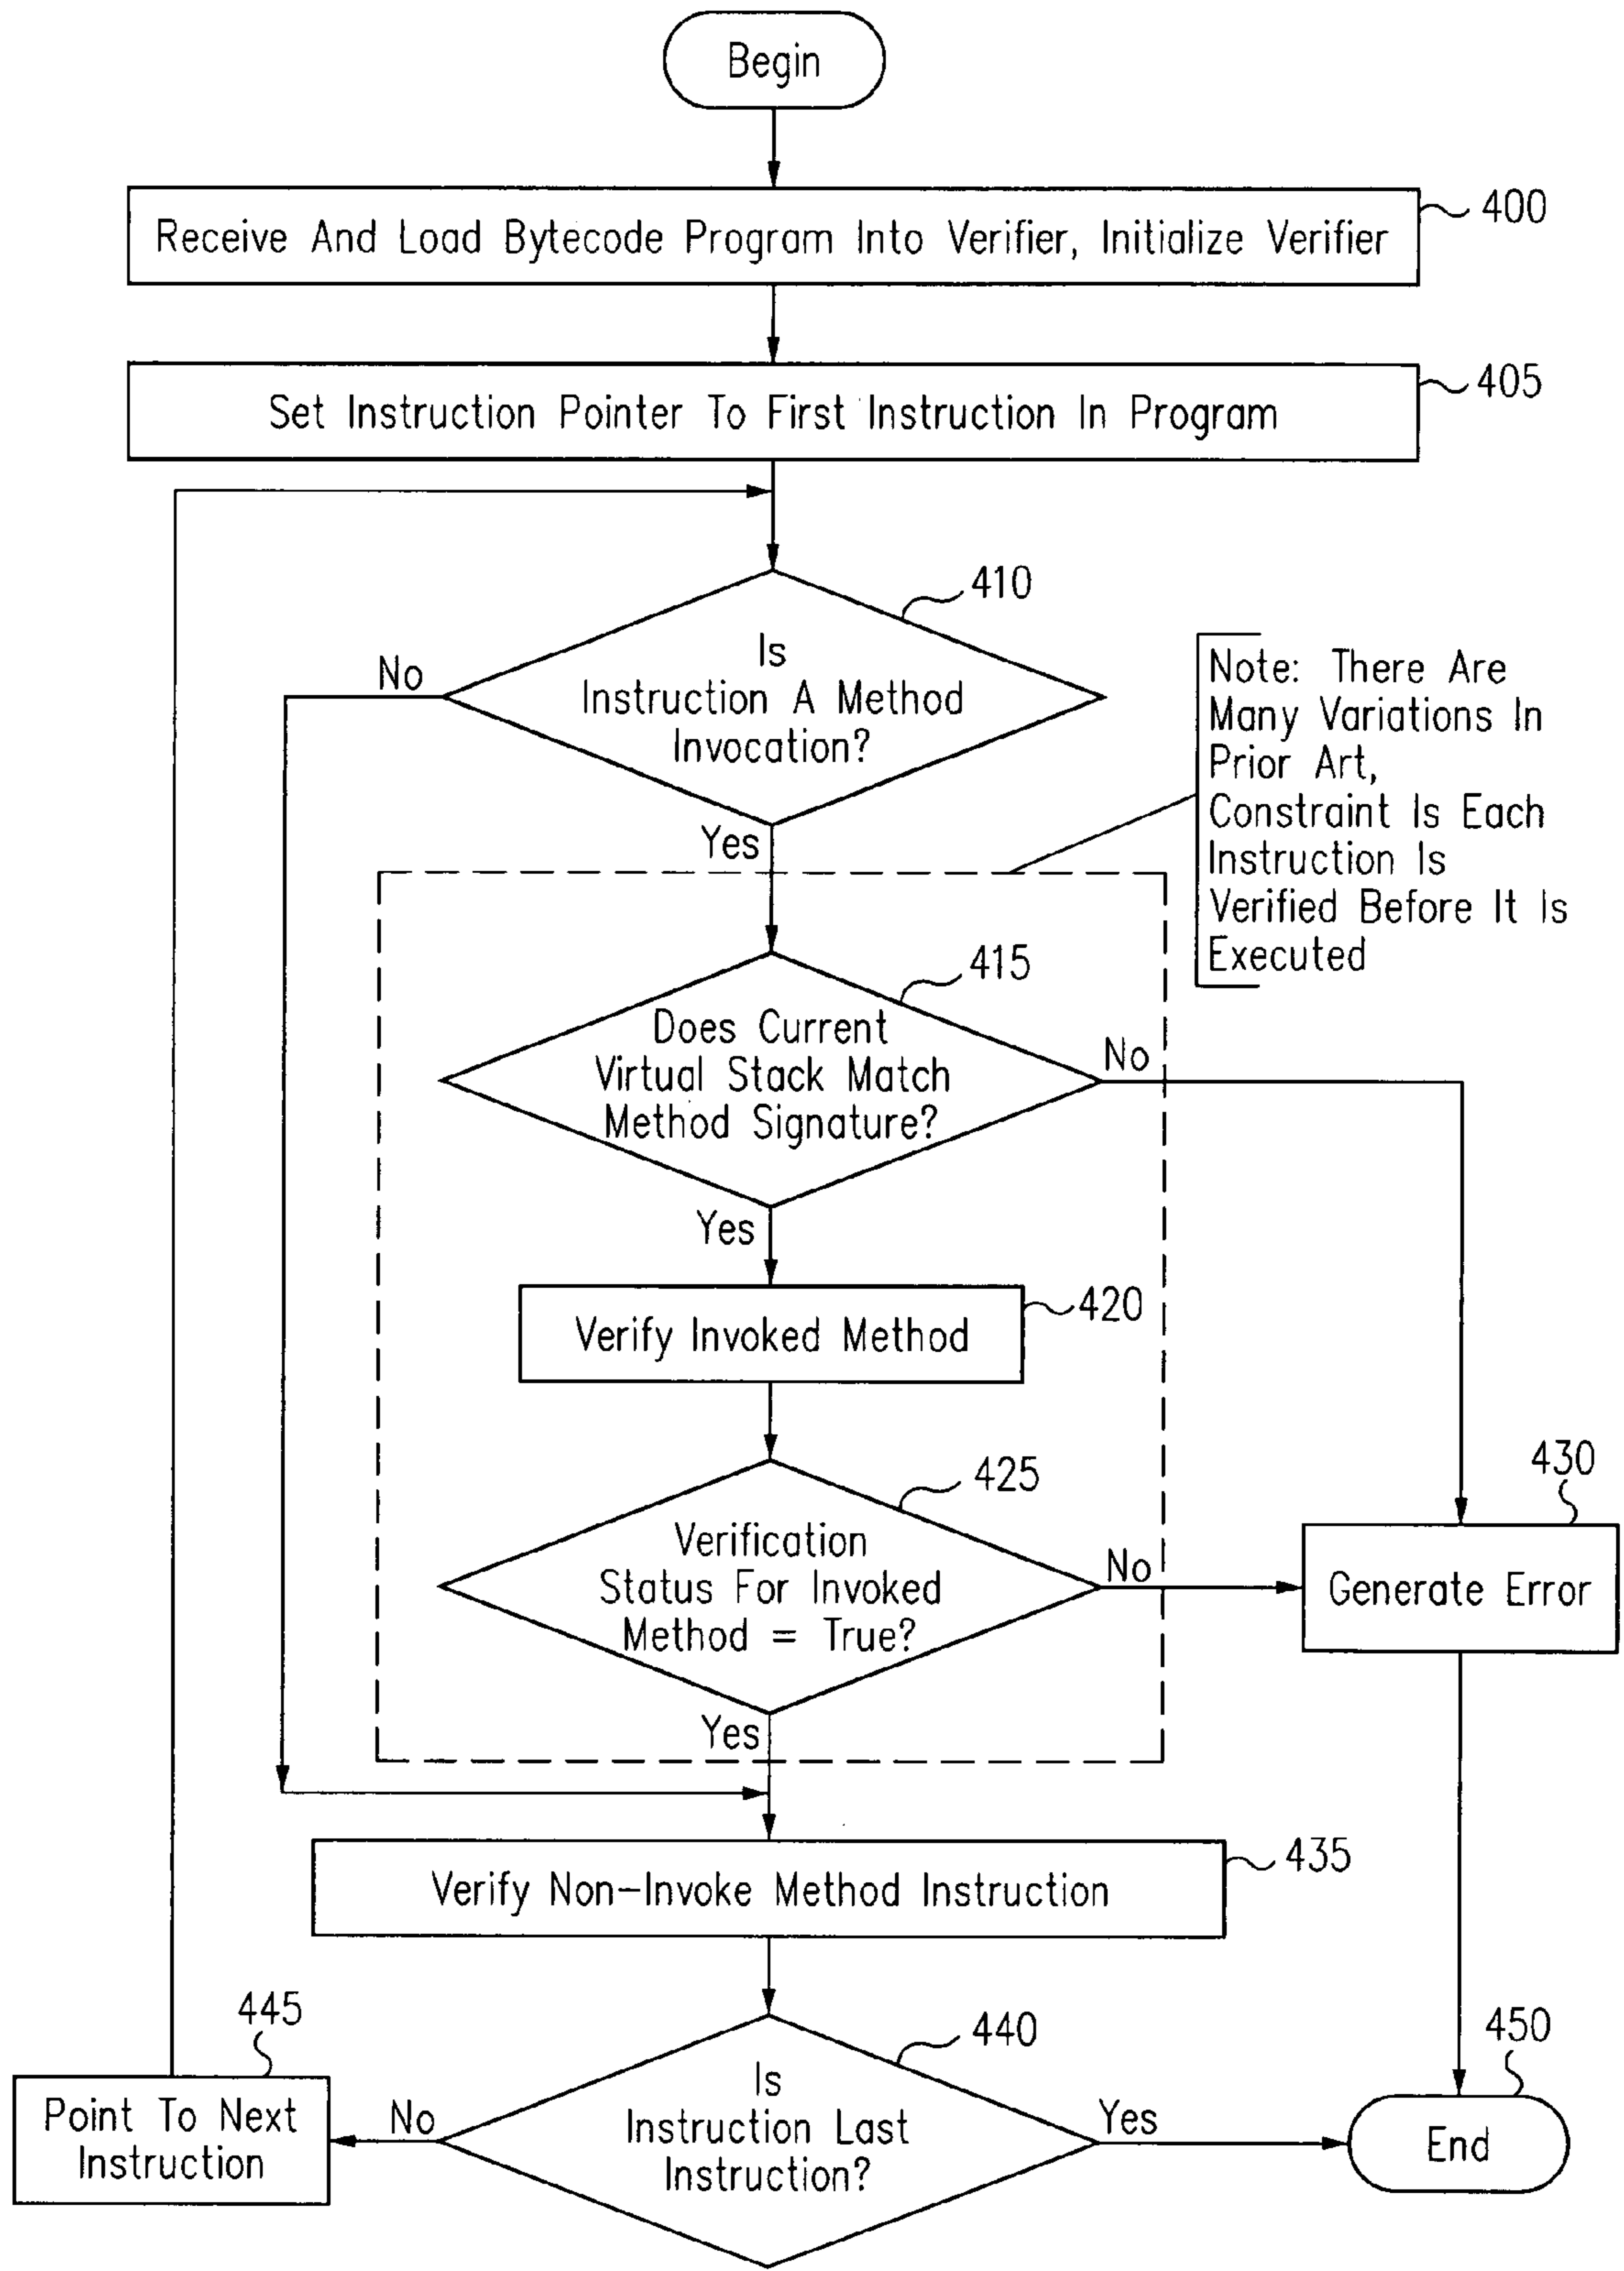 Begin
Receive And Load Bytecode Program Into Verifier, Initialize Verifier
400
Set Instruction Pointer To First Instruction In Program
405
410
Is
Instruction A Method
Invocation?
No
Yes
Note: There Are
Many Variations In
Prior Art,
Constraint Is Each
Instruction Is
Verified Before It Is
Executed
415
Does Current
Virtual Stack Match
Method Signature?
No
Yes
Verify Invoked Method
420
425
Verification
Status For Invoked
Method = True?
No
Yes
430
Generate Error
Verify Non-Invoke Method Instruction
435
440
Is
Instruction Last
Instruction?
No
Yes
445
Point To Next
Instruction
450
End